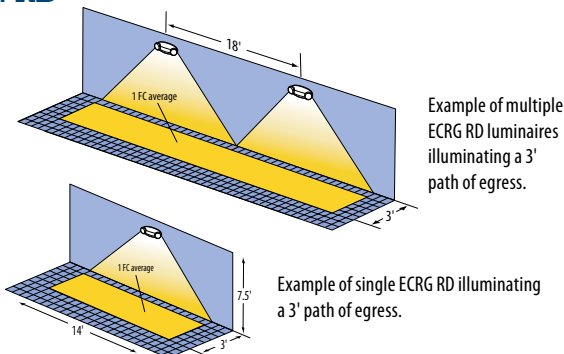 18'
1 FC average
Example of multiple
ECRG RD luminaires
illuminating a 3'
path of egress.
3'
1 FC average
7.5'
Example of single ECRG RD illuminating
a 3' path of egress.
14'
3'